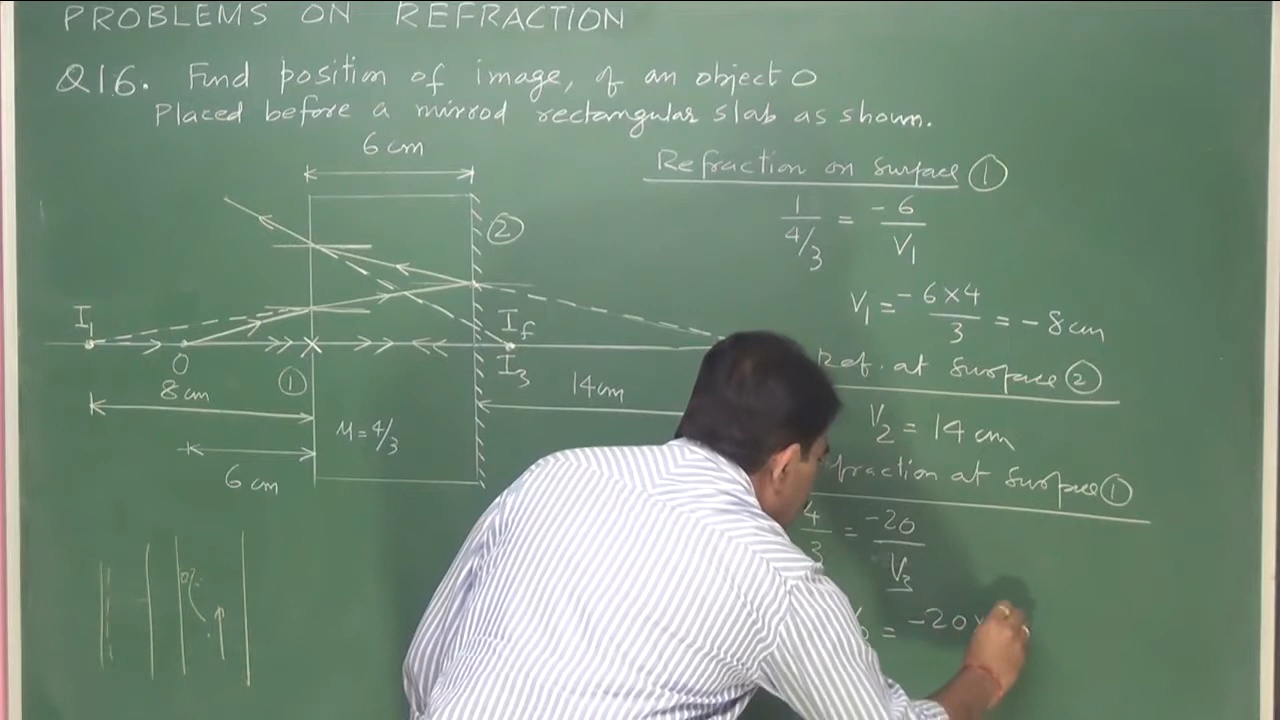 PROBLEMS ON REFRACTION
Q16. Find position of image, of an object O
Placed before a mirrod rectangular slab as shown.
6 cm
②
I₁
O
①
I_f
I₃
8 cm
6 cm
14 cm
M = 4/3
Refraction on surface ①
1/(4/3) = -6/V₁
V₁ = -6×4/3 = -8 cm
Ref. at Surface ②
V₂ = 14 cm
fraction at Surface ①
4/3 = -20/V₃
= -20